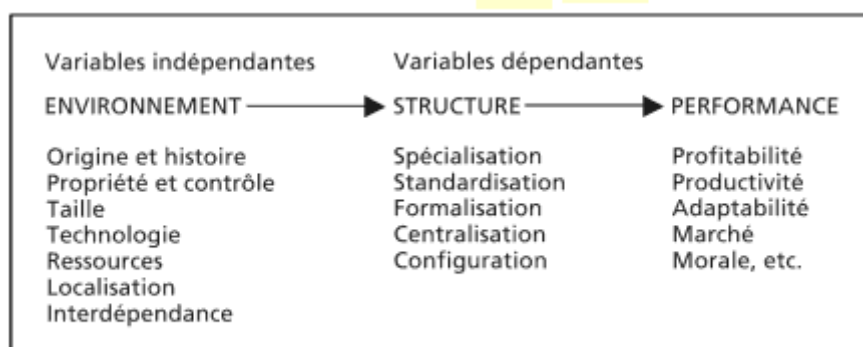 Variables indépendantes Variables dépendantes
ENVIRONNEMENT STRUCTURE PERFORMANCE
Origine et histoire Spécialisation Profitabilité
Propriété et contrôle Standardisation Productivité
Taille Formalisation Adaptabilité
Technologie Centralisation Marché
Ressources Configuration Morale, etc.
Localisation
Interdépendance